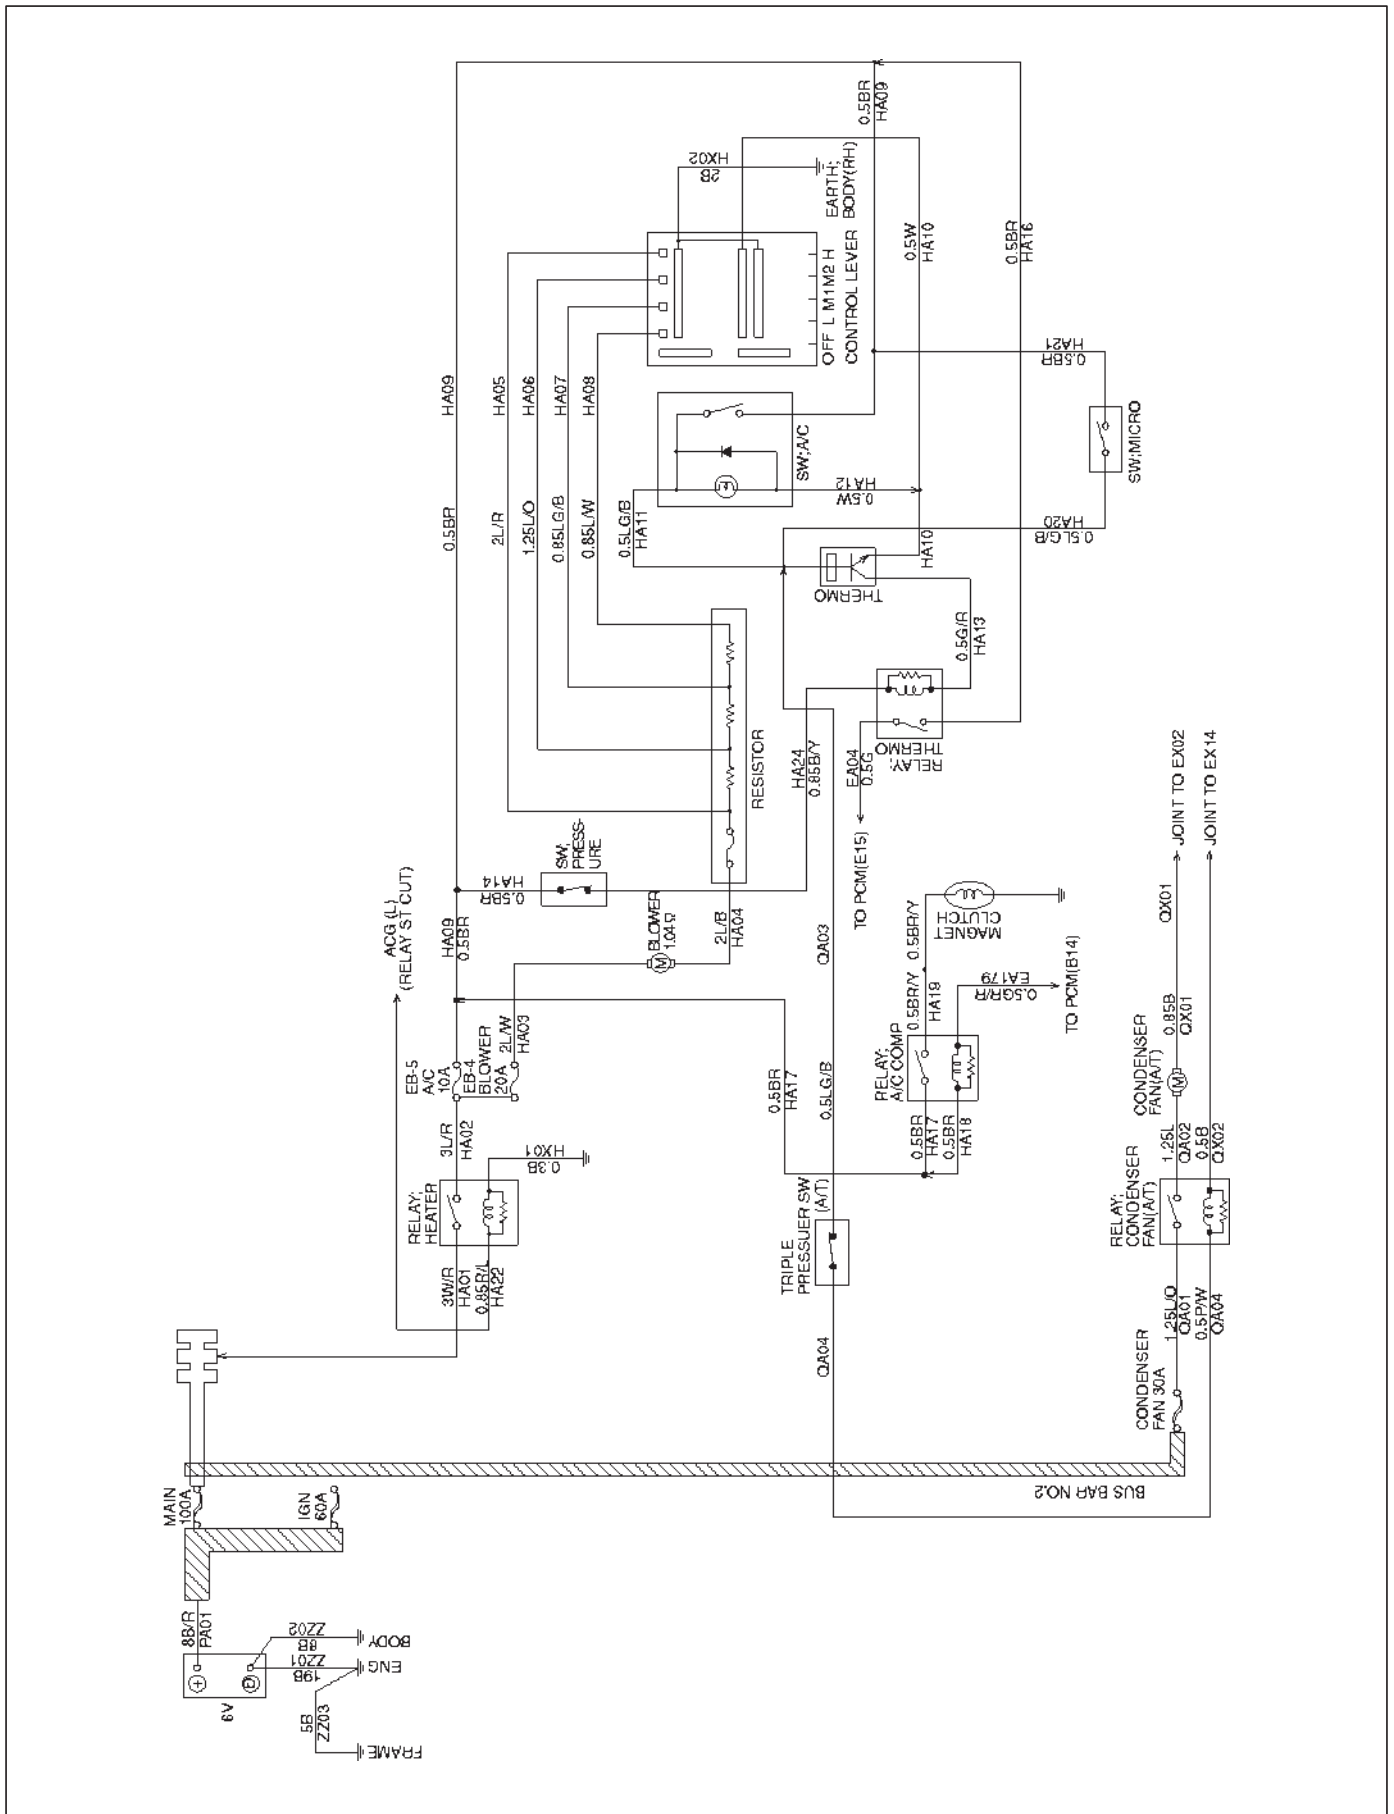 0.5BR
HA09
2B
HX02
EARTH;
BODY(RH)
OFF L M1M2 H
CONTROL LEVER
0.5W
HA10
0.5BR
HA16
HA09
HA05
HA06
HA07
HA08
0.5BR
2L/R
1.25L/O
0.85LG/B
0.85L/W
0.5LG/B
HA11
SW;A/C
0.5W
HA12
0.5BR
HA21
SW;MICRO
0.5LG/B
HA20
HA10
THERMO
0.5G/R
HA13
RELAY;
THERMO
RESISTOR
HA24
0.85B/Y
EA04
0.5G
TO PCM(E15)
SW;
PRESS-
URE
0.5BR
HA14
ACG (L)
(RELAY ST CUT)
HA09
0.5BR
BLOWER
1.04Ω
M
2L/B
HA04
QA03
0.5BR/Y
MAGNET
CLUTCH
0.5BR/Y
HA19
0.5GR/R
EA179
TO PCM(B14)
JOINT TO EX02
JOINT TO EX14
QX01
0.85B
QX01
EB-5
A/C
10A
EB-4
BLOWER
20A
2L/W
HA03
RELAY;
A/C COMP
0.5BR
HA17
0.5LG/B
0.5BR
HA17
0.5BR
HA18
CONDENSER
FAN(A/T)
M
3L/R
HA02
0.3B
HX01
RELAY;
HEATER
1.25L
QA02
0.5B
QX02
RELAY;
CONDENSER
FAN(A/T)
TRIPLE
PRESSUER SW
(A/T)
3W/R
HA01
0.85R/L
HA22
QA04
1.25L/O
QA01
0.5P/W
QA04
CONDENSER
FAN 30A
BUS BAR NO.2
MAIN
100A
IGN
60A
8B/R
PA01
8B
ZZ02
BODY
19B
ZZ01
ENG
6V
5B
ZZ03
FRAME